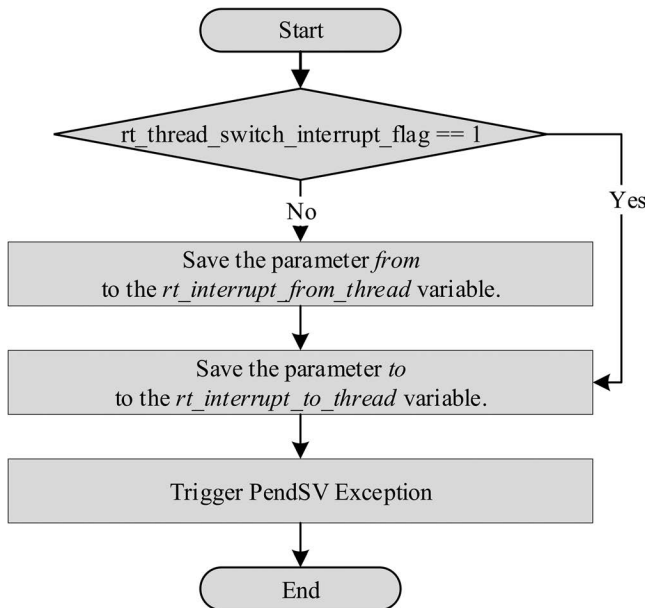 Start
rt_thread_switch_interrupt_flag == 1
Yes
No
Save the parameter from
to the rt_interrupt_from_thread variable.
Save the parameter to
to the rt_interrupt_to_thread variable.
Trigger PendSV Exception
End